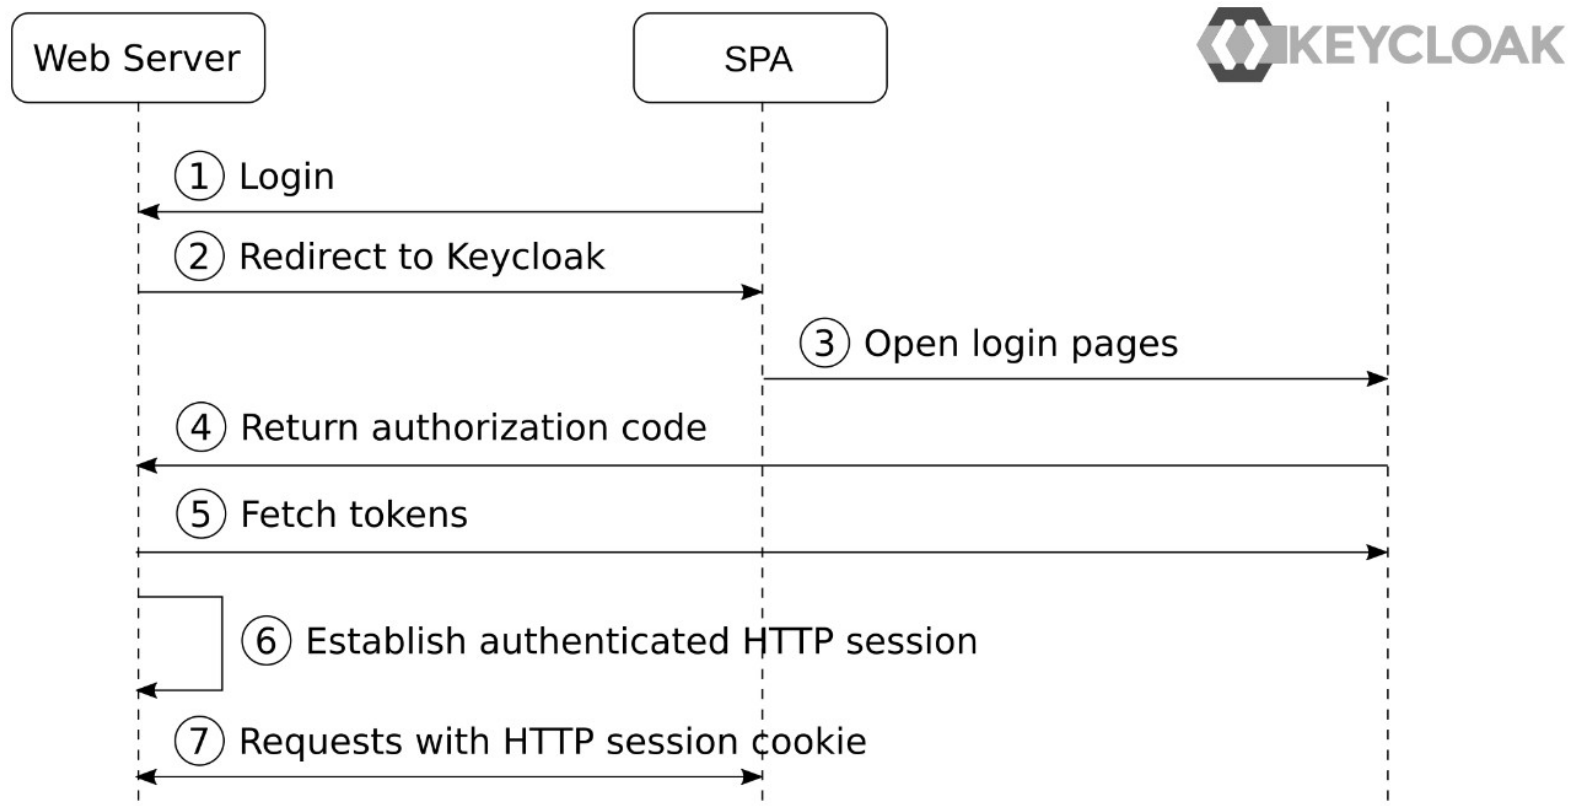 Web Server
SPA
KEYCLOAK
1 Login
2 Redirect to Keycloak
3 Open login pages
4 Return authorization code
5 Fetch tokens
6 Establish authenticated HTTP session
7 Requests with HTTP session cookie